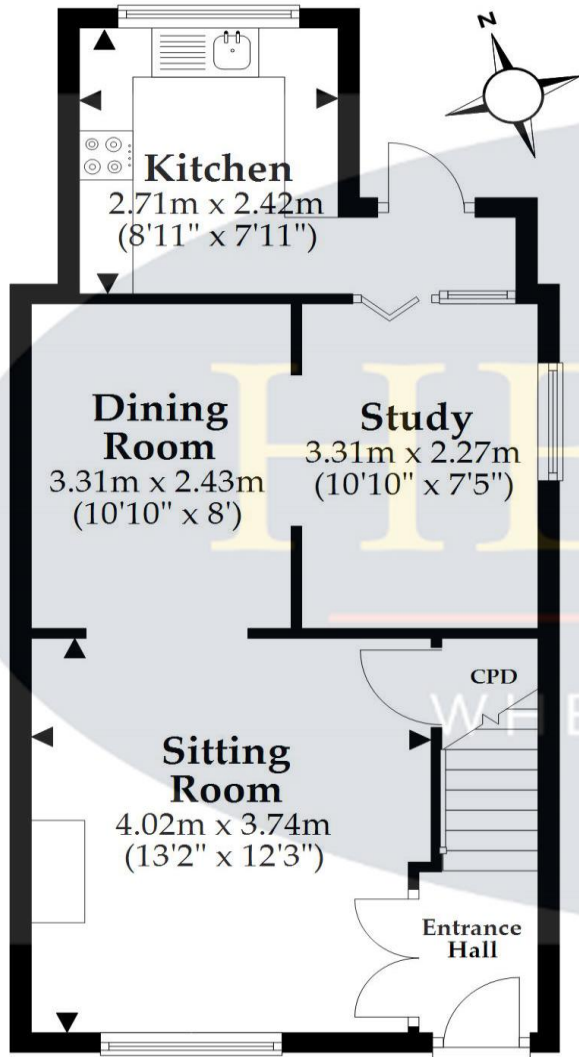 N
Kitchen
2.71m x 2.42m
(8'11" x 7'11")
Dining
Room
3.31m x 2.43m
(10'10" x 8')
Study
3.31m x 2.27m
(10'10" x 7'5")
CPD
Sitting
Room
4.02m x 3.74m
(13'2" x 12'3")
Entrance
Hall